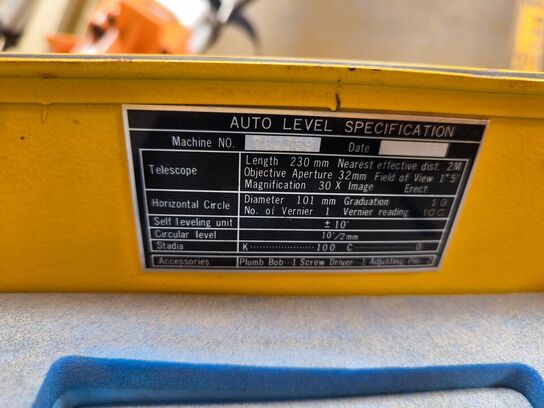 AUTO LEVEL SPECIFICATION
Machine NO. Date
Telescope
Length 230 mm Nearest effective dist. 2M
Objective Aperture 32mm Field of View 1°5'
Magnification 30 X Image Erect
Horizontal Circle
Diameter 101 mm Graduation 1 G
No. of Vernier 1 Vernier reading 10 C
Self leveling unit ± 10'
Circular level 10'/2mm
Stadia K 100 C 0
Accessories Plumb Bob 1 Screw Driver 1 Adjusting Pin 2